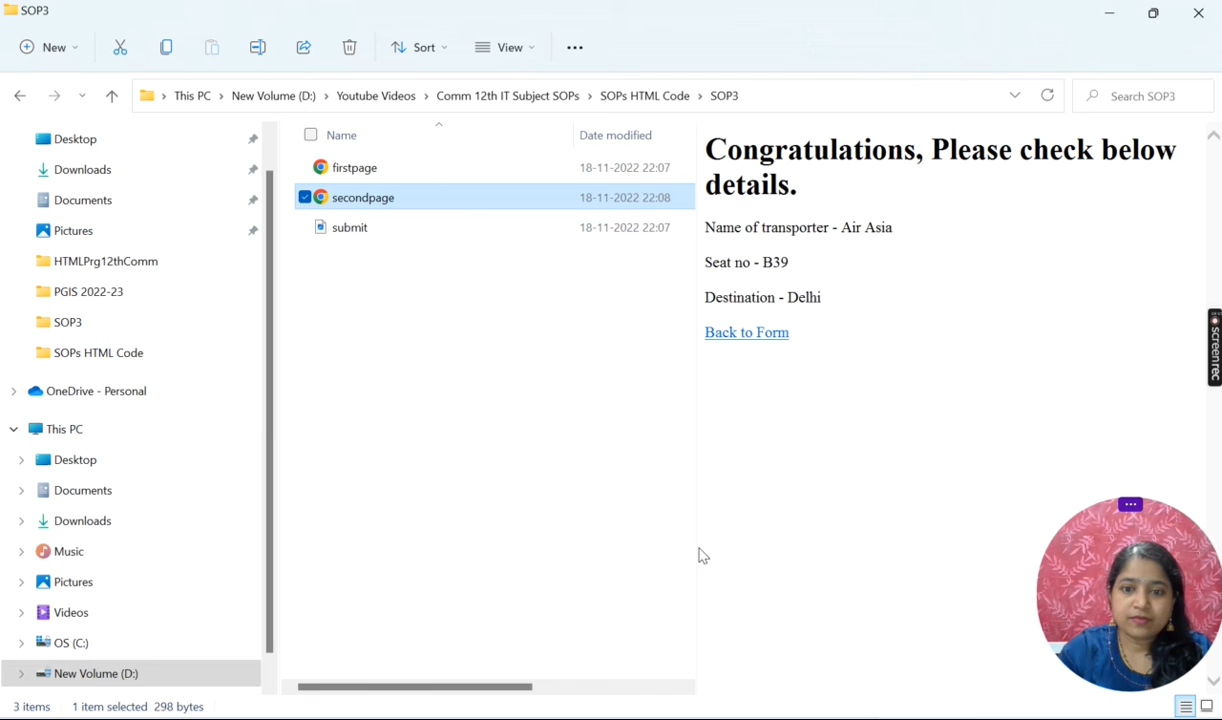 SOP3
New
Sort
View
This PC > New Volume (D:) > Youtube Videos > Comm 12th IT Subject SOPs > SOPs HTML Code > SOP3
Search SOP3
Desktop
Downloads
Documents
Pictures
HTMLPrg12thComm
PGIS 2022-23
SOP3
SOPs HTML Code
OneDrive - Personal
This PC
Desktop
Documents
Downloads
Music
Pictures
Videos
OS (C:)
New Volume (D:)
Name Date modified
firstpage 18-11-2022 22:07
secondpage 18-11-2022 22:08
submit 18-11-2022 22:07
Congratulations, Please check below
details.
Name of transporter - Air Asia
Seat no - B39
Destination - Delhi
Back to Form
screenrec
3 items 1 item selected 298 bytes